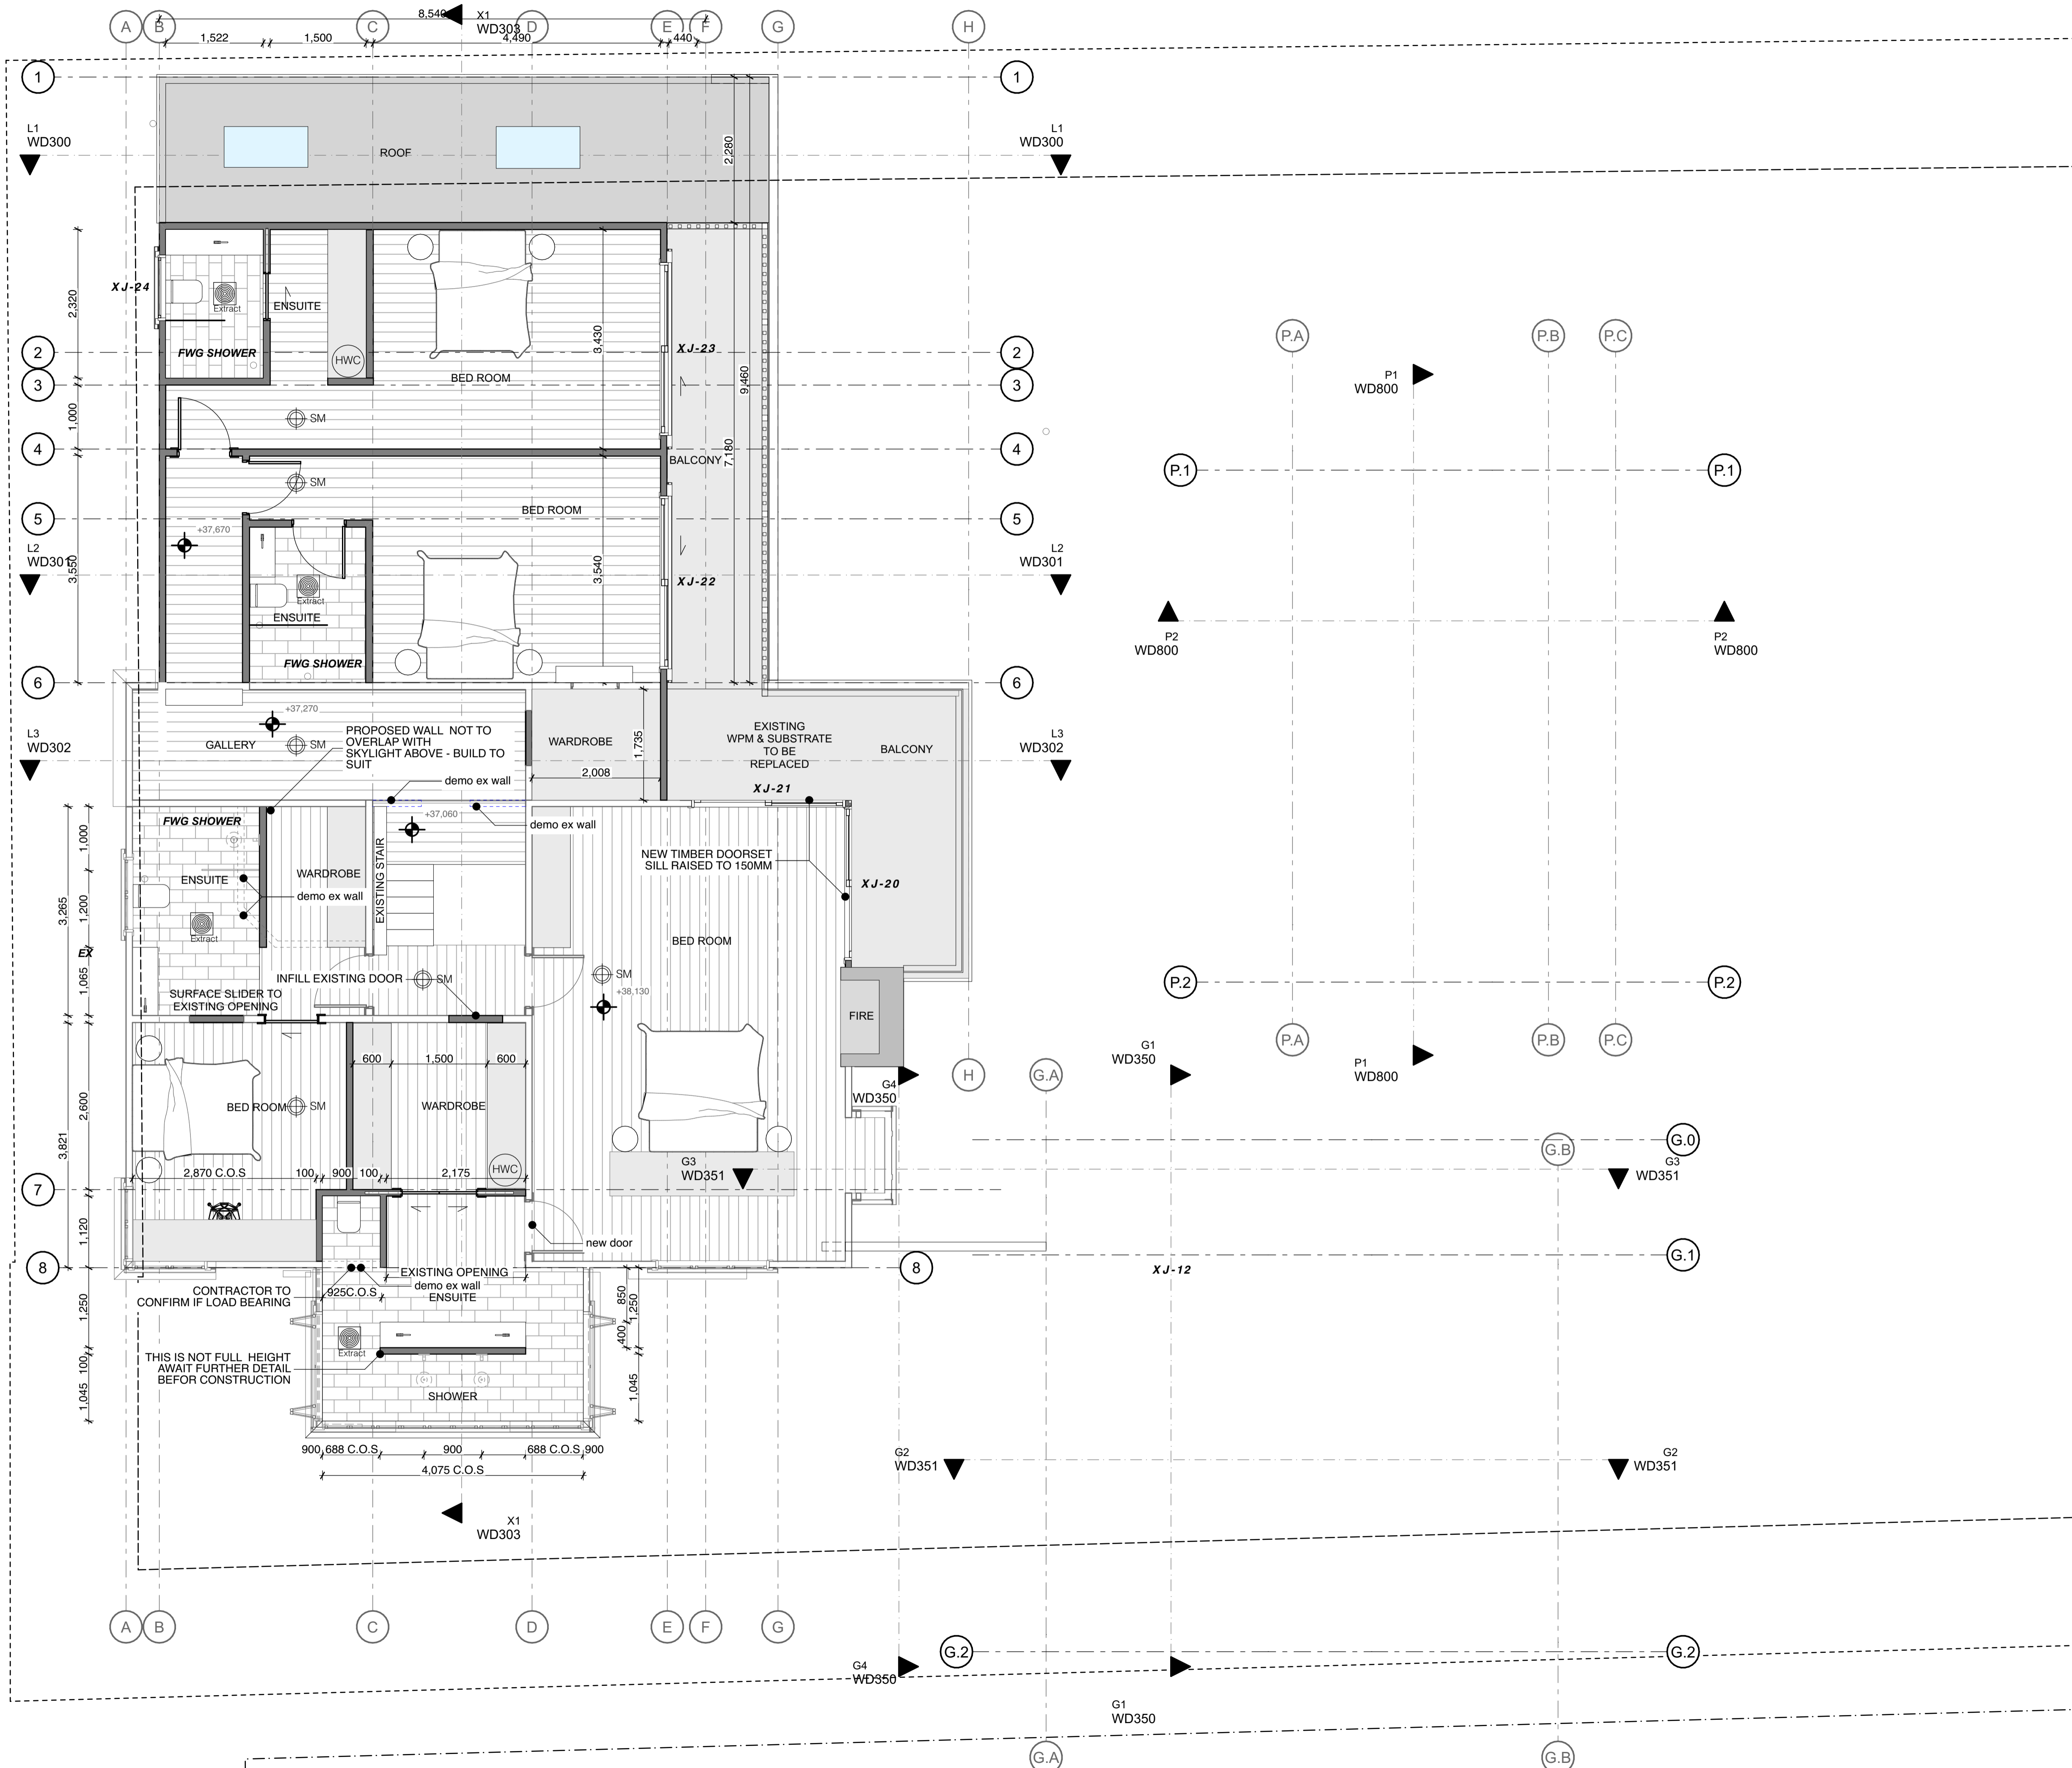 8,540
X1
WD303
A
B
C
D
E
F
G
H
1,522
1,500
4,490
440
1
1
L1
WD300
L1
WD300
ROOF
2,280
XJ-24
2,320
Extract
ENSUITE
FWG SHOWER
HWC
3,430
BED ROOM
XJ-23
9,460
2
2
3
3
P.A
P.B
P.C
P1
WD800
1,000
SM
4
4
BALCONY
7,180
P.1
P.1
SM
BED ROOM
5
5
+37,670
L2
WD301
3,550
L2
WD301
3,540
XJ-22
Extract
ENSUITE
FWG SHOWER
P2
WD800
P2
WD800
6
6
+37,270
GALLERY
SM
PROPOSED WALL NOT TO
OVERLAP WITH
SKYLIGHT ABOVE - BUILD TO
SUIT
L3
WD302
L3
WD302
WARDROBE
1,735
2,008
EXISTING
WPM & SUBSTRATE
TO BE
REPLACED
BALCONY
demo ex wall
XJ-21
+37,060
demo ex wall
FWG SHOWER
1,000
EXISTING STAIR
NEW TIMBER DOORSET
SILL RAISED TO 150MM
ENSUITE
WARDROBE
demo ex wall
XJ-20
3,265
1,200
Extract
BED ROOM
EX
1,065
INFILL EXISTING DOOR
SM
SM
+38,130
SURFACE SLIDER TO
EXISTING OPENING
FIRE
P.2
P.2
P.A
P.B
P.C
P1
WD800
G1
WD350
H
G.A
G4
WD350
600
1,500
600
BED ROOM
SM
WARDROBE
2,600
3,821
G.0
G.B
2,870 C.O.S
100
900
100
2,175
HWC
G3
WD351
G3
WD351
7
1,120
new door
G.1
8
8
XJ-12
CONTRACTOR TO
CONFIRM IF LOAD BEARING
EXISTING OPENING
demo ex wall
ENSUITE
925C.O.S
1,250
850
1,250
400
Extract
THIS IS NOT FULL HEIGHT
AWAIT FURTHER DETAIL
BEFOR CONSTRUCTION
100
1,045
1,045
SHOWER
900
688 C.O.S
900
688 C.O.S
900
4,075 C.O.S
G2
WD351
G2
WD351
X1
WD303
A
B
C
D
E
F
G
G.2
G.2
G4
WD350
G1
WD350
G.A
G.B